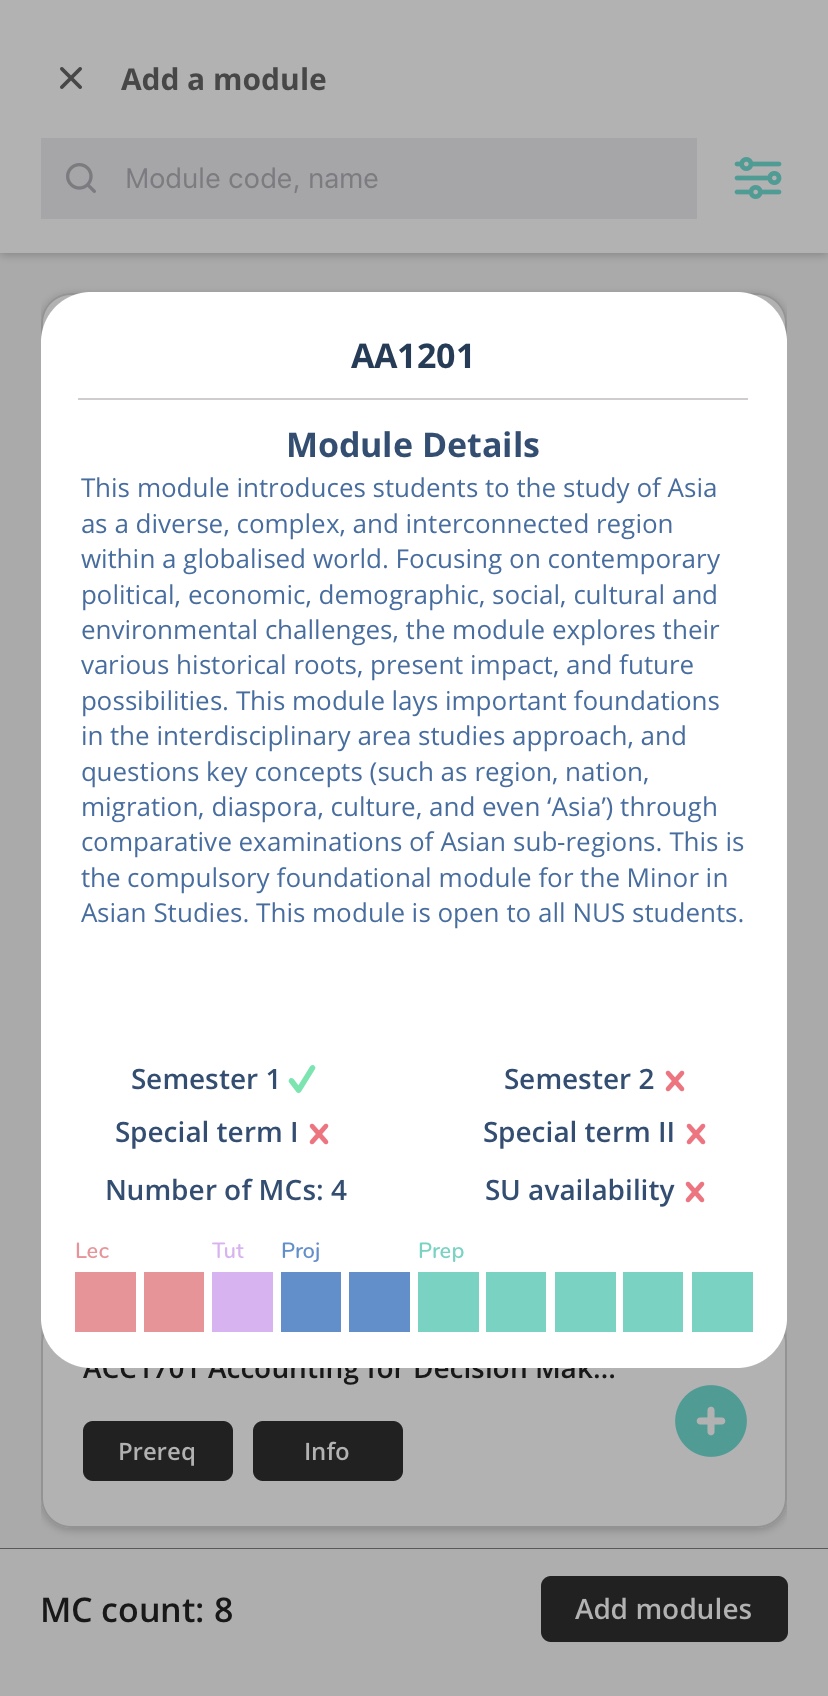 Add a module
Module code, name
AA1201
Module Details
This module introduces students to the study of Asia
as a diverse, complex, and interconnected region
within a globalised world. Focusing on contemporary
political, economic, demographic, social, cultural and
environmental challenges, the module explores their
various historical roots, present impact, and future
possibilities. This module lays important foundations
in the interdisciplinary area studies approach, and
questions key concepts (such as region, nation,
migration, diaspora, culture, and even ‘Asia’) through
comparative examinations of Asian sub-regions. This is
the compulsory foundational module for the Minor in
Asian Studies. This module is open to all NUS students.
Semester 1
Semester 2
Special term I
Special term II
Number of MCs: 4
SU availability
Lec Tut Proj Prep
ACC1701 Accounting for Decision Mak...
Prereq
Info
MC count: 8
Add modules